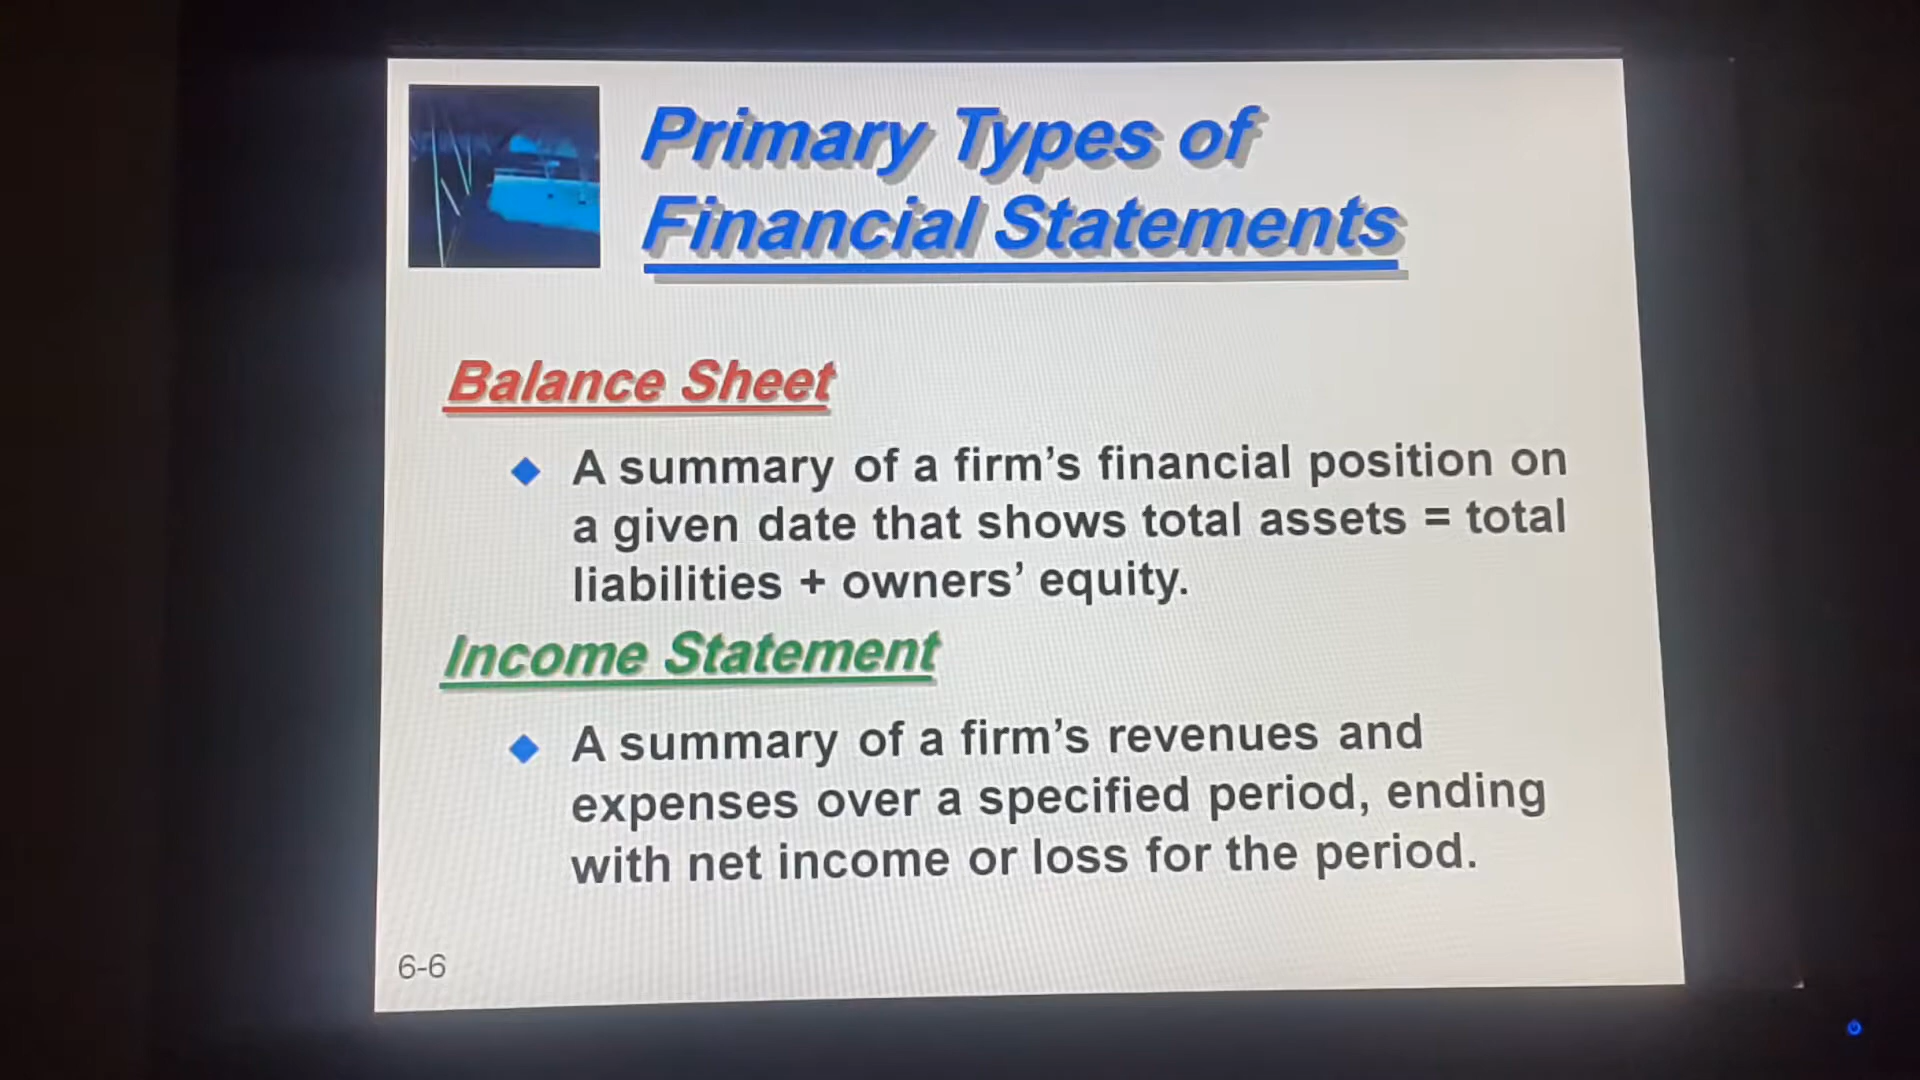 Primary Types of
Financial Statements
Balance Sheet
A summary of a firm's financial position on
a given date that shows total assets = total
liabilities + owners' equity.
Income Statement
A summary of a firm's revenues and
expenses over a specified period, ending
with net income or loss for the period.
6-6